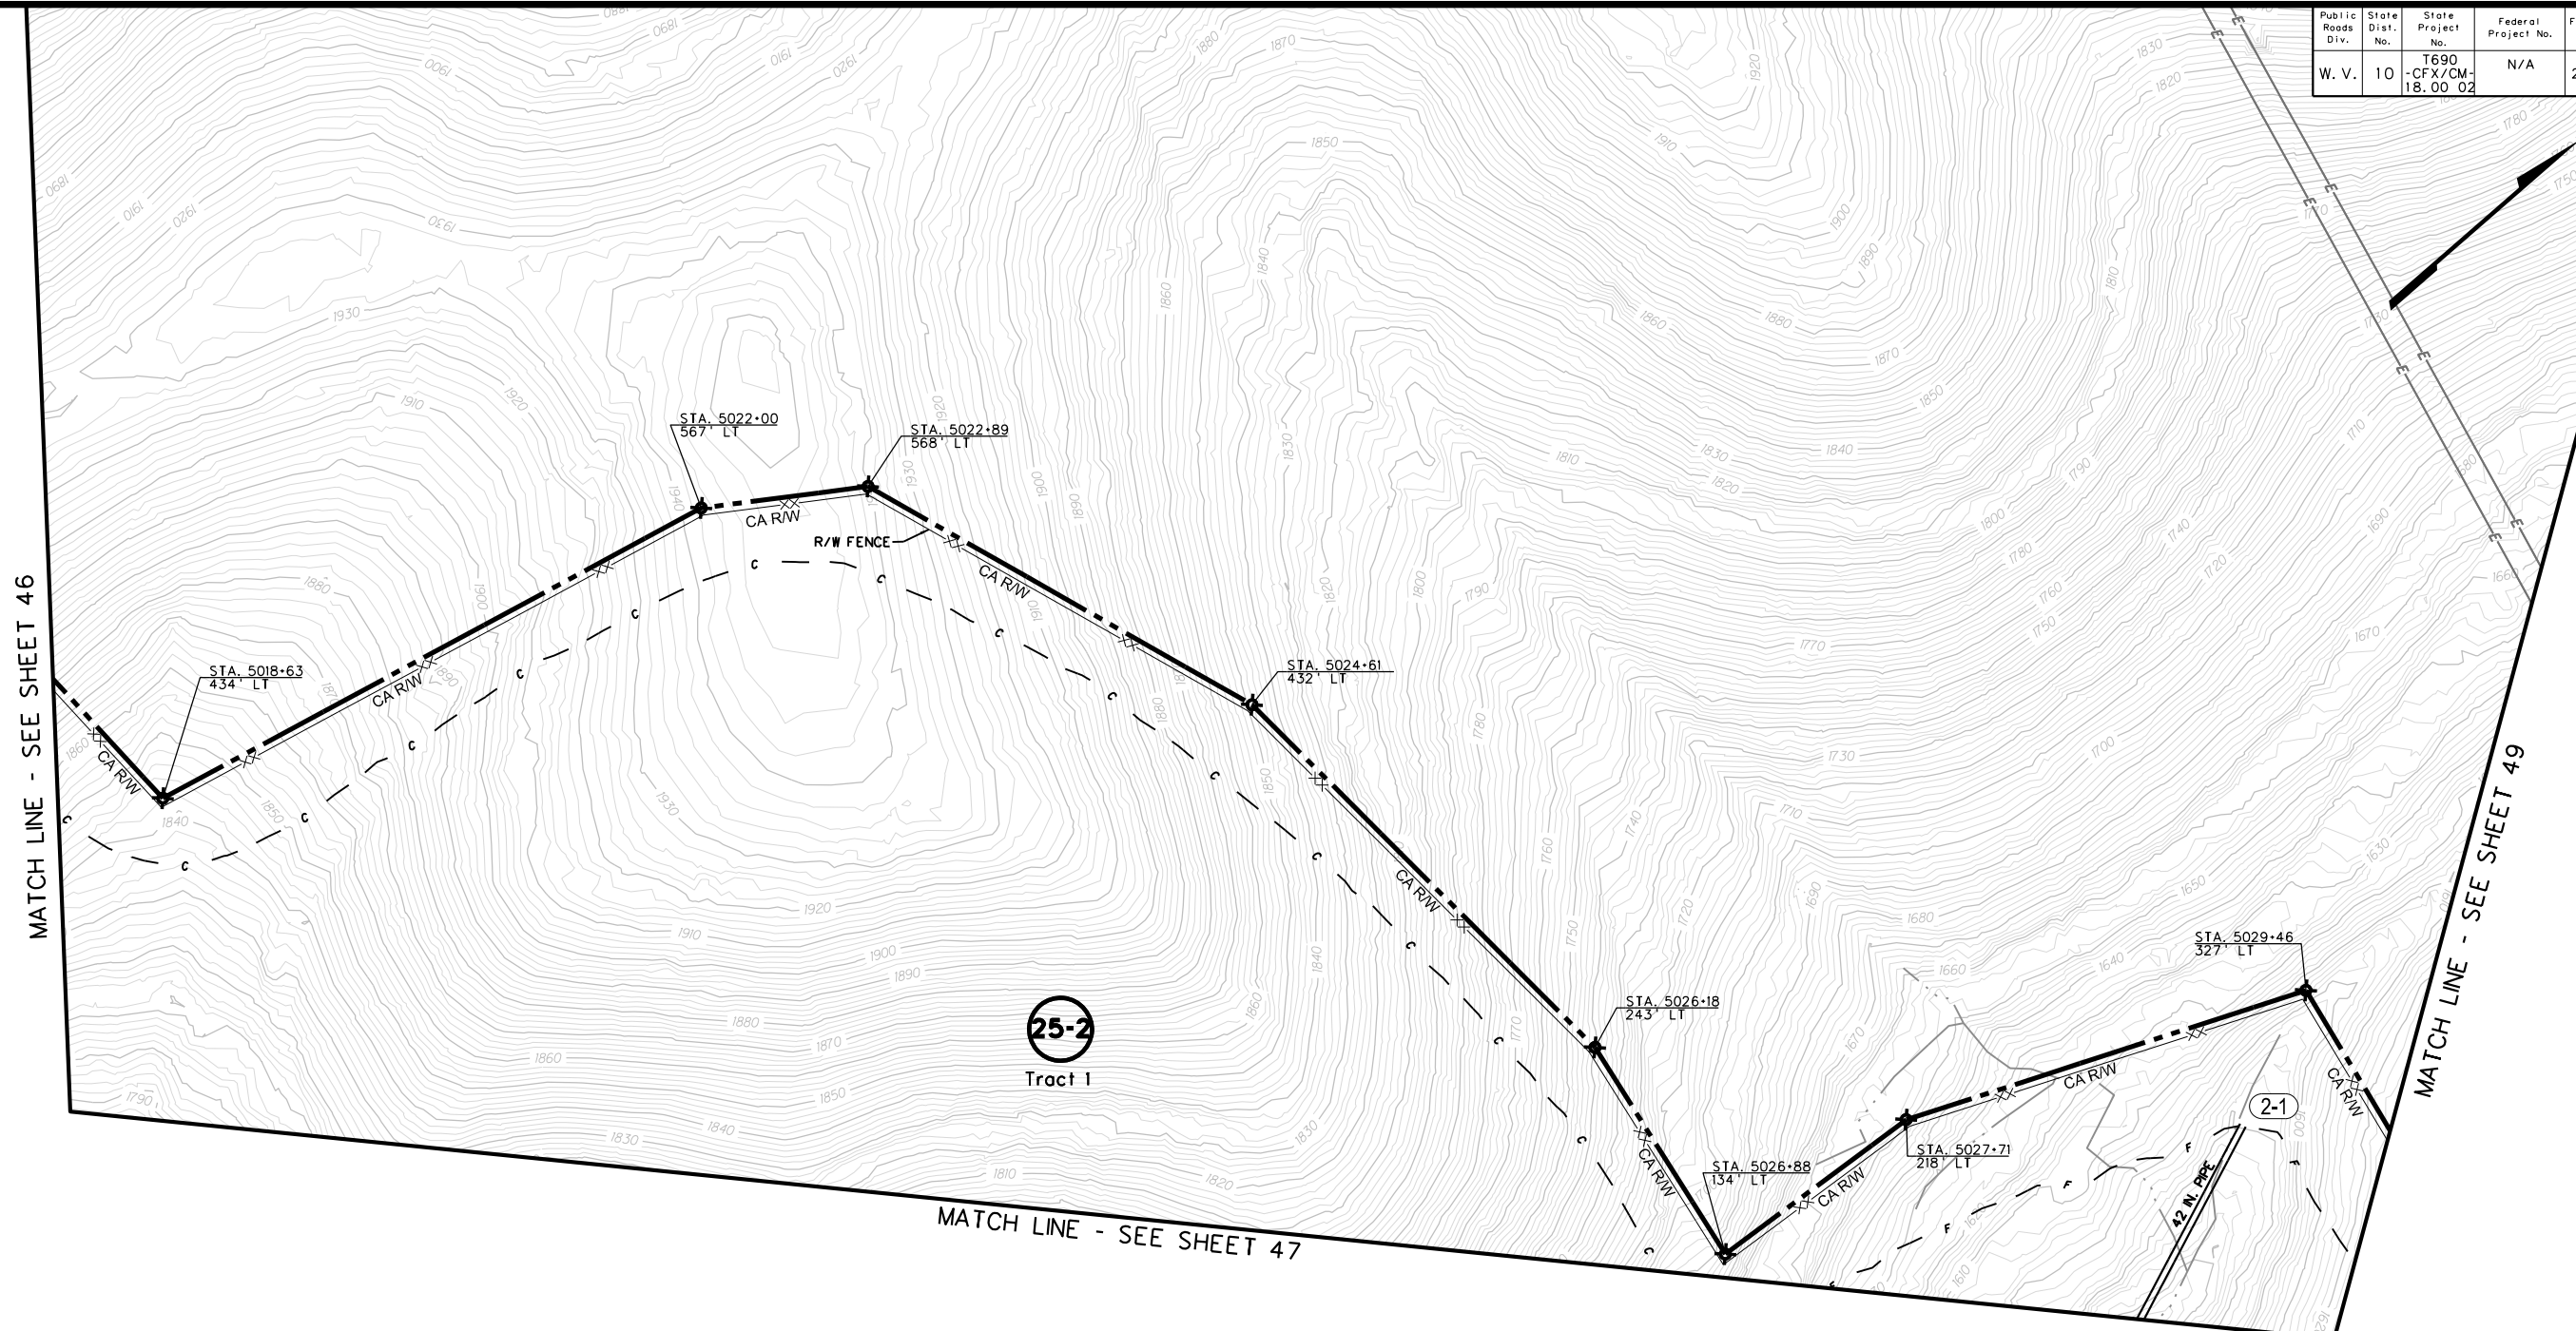 Public Roads Div.
State Dist. No.
State Project No.
Federal Project No.
W. V.
10
T690
-CFX/CM-
18.00 02
N/A
STA. 5022+00
567' LT
STA. 5022+89
568' LT
CA R/W
R/W FENCE
CA R/W
STA. 5018+63
434' LT
CA R/W
CA R/W
STA. 5024+61
432' LT
CA R/W
STA. 5026+18
243' LT
CA R/W
STA. 5026+88
134' LT
CA R/W
STA. 5027+71
218' LT
CA R/W
STA. 5029+46
327' LT
CA R/W
2-1
42 IN. PIPE
25-2
Tract 1
MATCH LINE - SEE SHEET 46
MATCH LINE - SEE SHEET 47
MATCH LINE - SEE SHEET 49
C
F
E
1890
1910
1920
1930
1900
1880
1870
1850
1860
1840
1830
1820
1810
1800
1790
1780
1770
1760
1750
1740
1730
1720
1710
1700
1690
1680
1670
1660
1650
1640
1630
1610
1600
1940